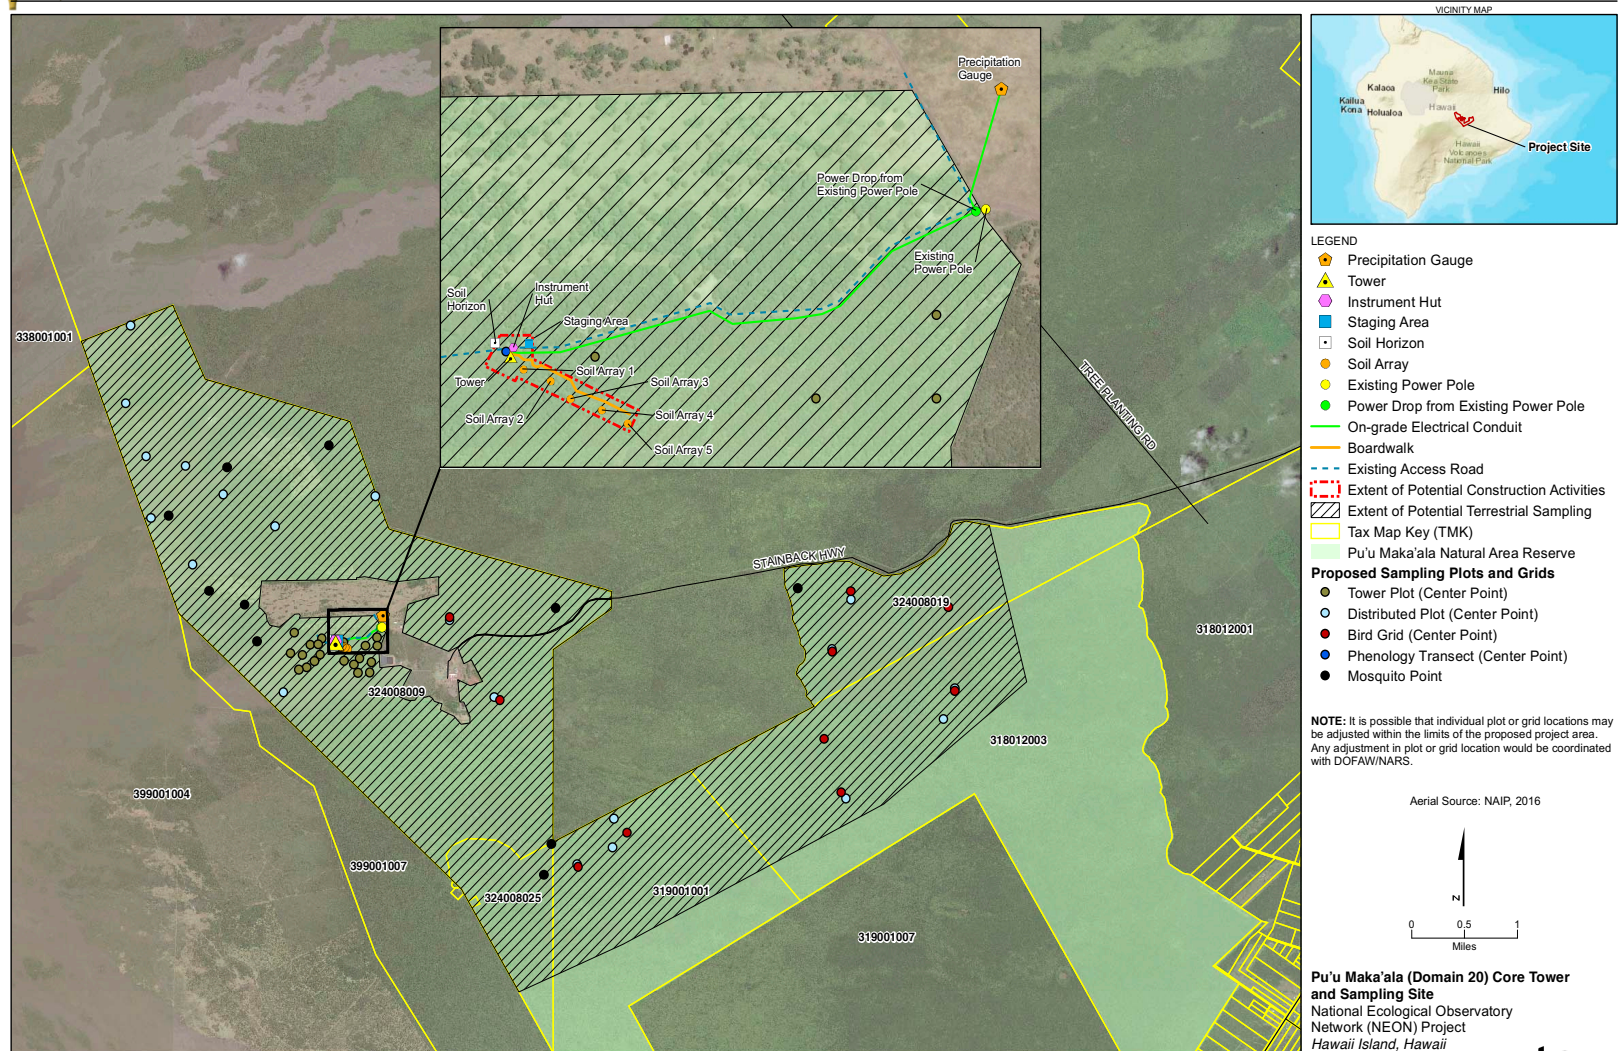 VICINITY MAP
Mauna
Kea State
Park
Kalaoa
Hilo
Kailua
Kona
Hawaii
Holualoa
Project Site
Hawaii
Volcanoes
National Park
LEGEND
Precipitation Gauge
Tower
Instrument Hut
Staging Area
Soil Horizon
Soil Array
Existing Power Pole
Power Drop from Existing Power Pole
On-grade Electrical Conduit
Boardwalk
Existing Access Road
Extent of Potential Construction Activities
Extent of Potential Terrestrial Sampling
Tax Map Key (TMK)
Pu'u Maka'ala Natural Area Reserve
Proposed Sampling Plots and Grids
Tower Plot (Center Point)
Distributed Plot (Center Point)
Bird Grid (Center Point)
Phenology Transect (Center Point)
Mosquito Point
NOTE: It is possible that individual plot or grid locations may
be adjusted within the limits of the proposed project area.
Any adjustment in plot or grid location would be coordinated
with DOFAW/NARS.
Aerial Source: NAIP, 2016
N
0 0.5 1
Miles
Pu'u Maka'ala (Domain 20) Core Tower
and Sampling Site
National Ecological Observatory
Network (NEON) Project
Hawaii Island, Hawaii
Precipitation
Gauge
Power Drop from
Existing Power Pole
Existing
Power Pole
Soil
Horizon
Instrument
Hut
Staging Area
Tower
Soil Array 1
Soil Array 2
Soil Array 3
Soil Array 4
Soil Array 5
TREE PLANTING RD
STAINBACK HWY
338001001
324008019
318012001
324008009
318012003
399001004
399001007
324008025
319001001
319001007